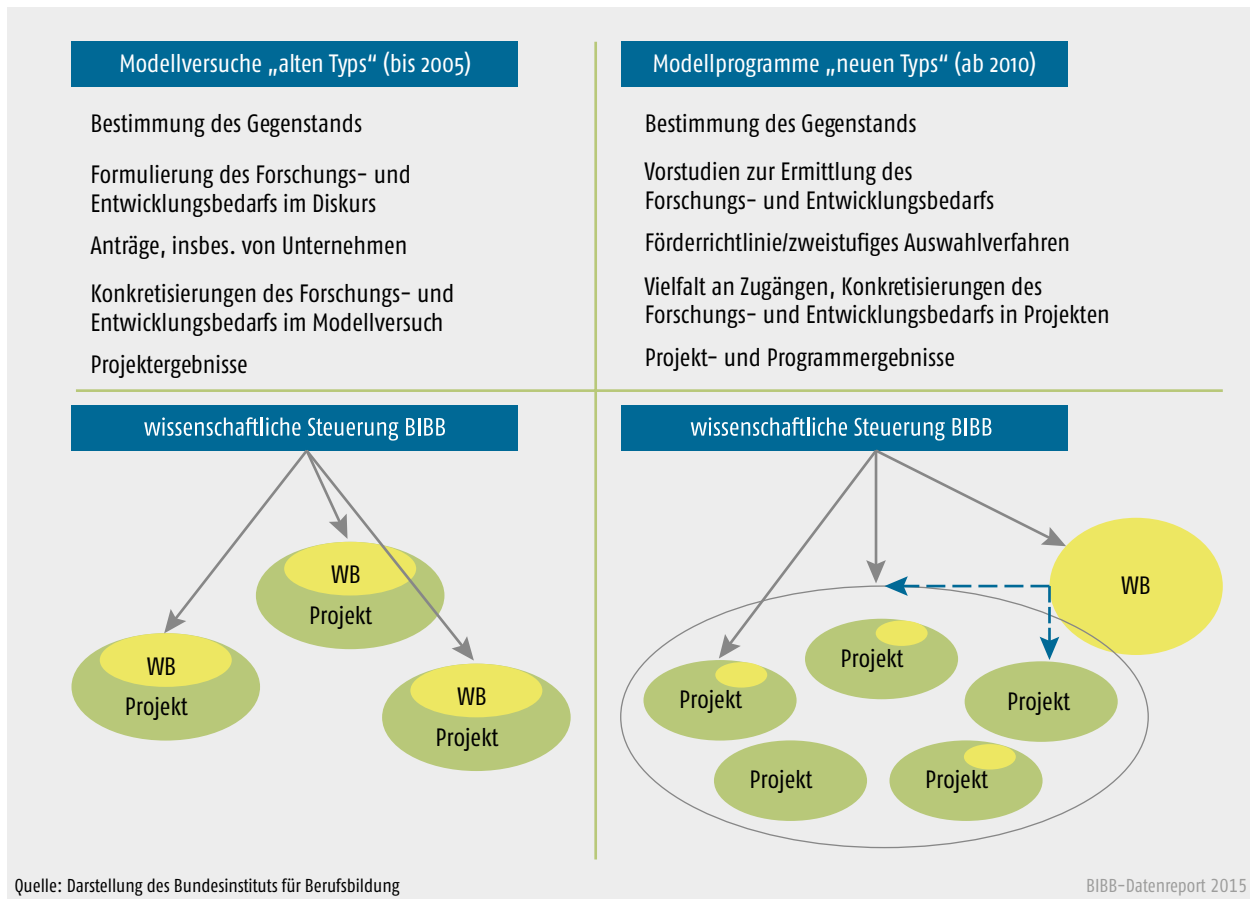 Modellversuche „alten Typs“ (bis 2005)
Bestimmung des Gegenstands
Formulierung des Forschungs- und
Entwicklungsbedarfs im Diskurs
Anträge, insbes. von Unternehmen
Konkretisierungen des Forschungs- und
Entwicklungsbedarfs im Modellversuch
Projektergebnisse
Modellprogramme „neuen Typs“ (ab 2010)
Bestimmung des Gegenstands
Vorstudien zur Ermittlung des
Forschungs- und Entwicklungsbedarfs
Förderrichtlinie/zweistufiges Auswahlverfahren
Vielfalt an Zugängen, Konkretisierungen des
Forschungs- und Entwicklungsbedarfs in Projekten
Projekt- und Programmergebnisse
wissenschaftliche Steuerung BIBB
WB
Projekt
WB
Projekt
WB
Projekt
wissenschaftliche Steuerung BIBB
WB
Projekt
Projekt
Projekt
Projekt
Projekt
Quelle: Darstellung des Bundesinstituts für Berufsbildung
BIBB-Datenreport 2015